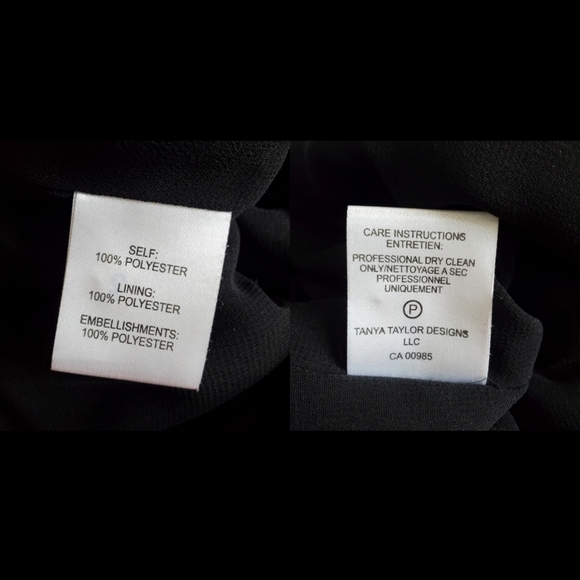 SELF:
100% POLYESTER
LINING:
100% POLYESTER
EMBELLISHMENTS:
100% POLYESTER
CARE INSTRUCTIONS
ENTRETIEN:
PROFESSIONAL DRY CLEAN
ONLY/NETTOYAGE A SEC
PROFESSIONNEL
UNIQUEMENT
P
TANYA TAYLOR DESIGNS
LLC
CA 00985